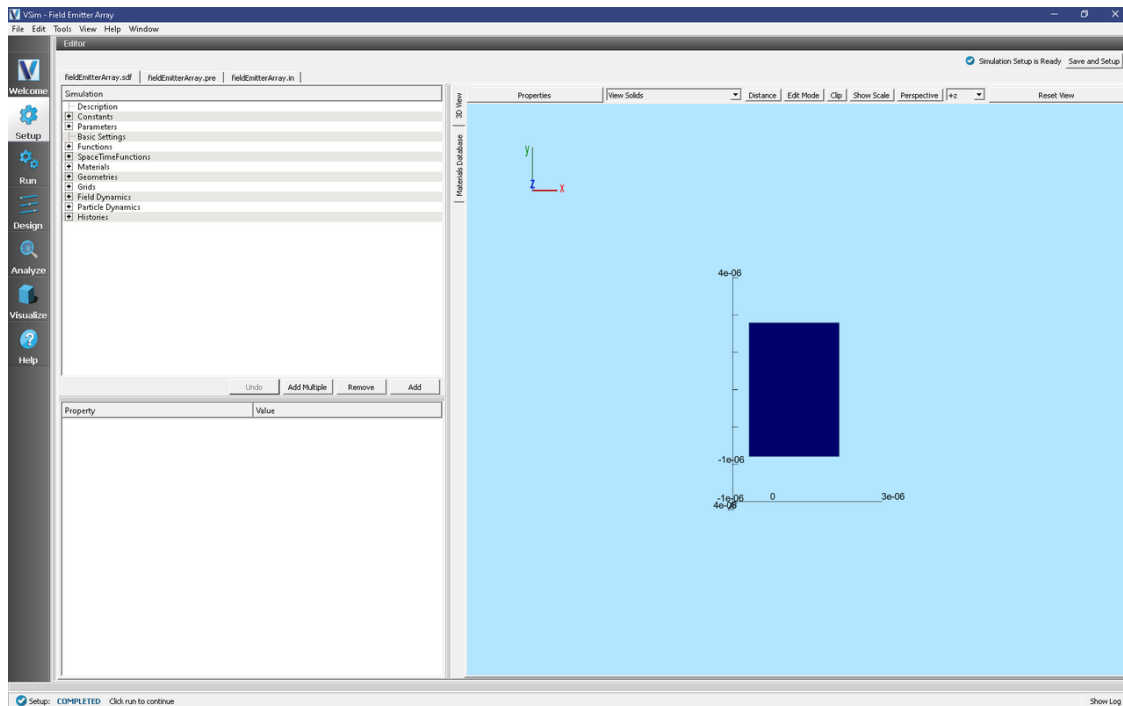 VSim - Field Emitter Array
File Edit Tools View Help Window
Editor
Simulation Setup is Ready Save and Setup
fieldEmitterArray.sdf fieldEmitterArray.pre fieldEmitterArray.in
Welcome
Setup
Run
Design
Analyze
Visualize
Help
Simulation
Description
Constants
Parameters
Basic Settings
Functions
SpaceTimeFunctions
Materials
Geometries
Grids
Field Dynamics
Particle Dynamics
Histories
Undo Add Multiple Remove Add
Property Value
3D View
Materials Database
Properties View Solids Distance Edit Mode Clip Show Scale Perspective +z Reset View
y
z x
4e-06
-1e-06
-1e-06 0 3e-06
4e-06
Setup: COMPLETED Click run to continue Show Log